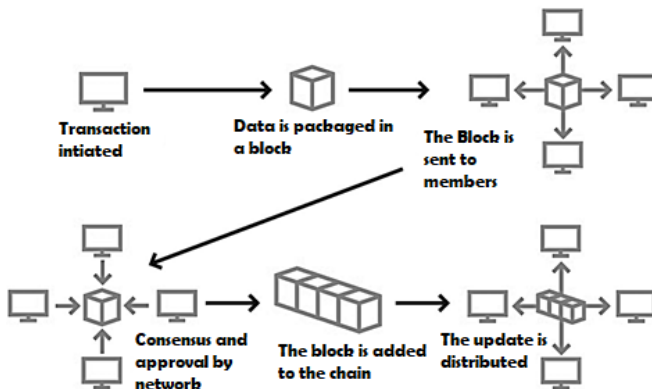 Transaction
intiated
Data is packaged in
a block
The Block is
sent to
members
Consensus and
approval by
network
The block is added
to the chain
The update is
distributed